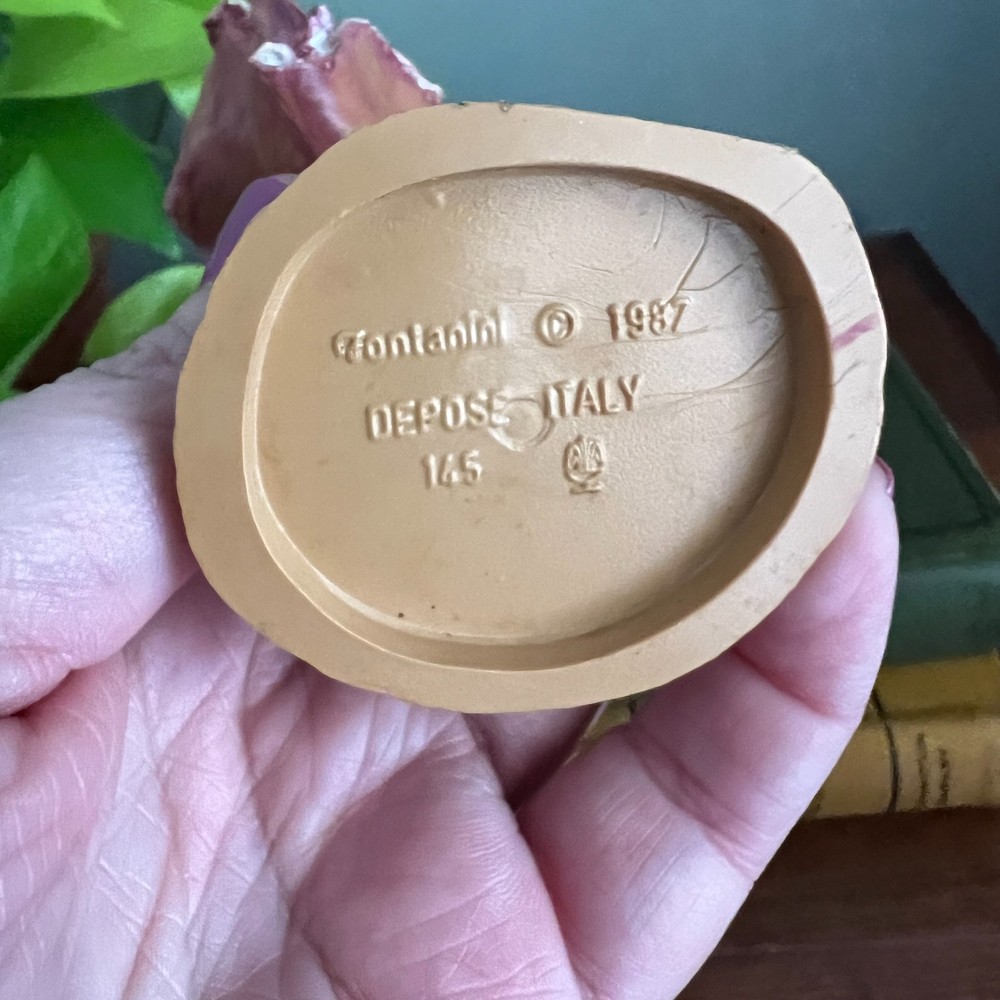 Fontanini © 1987
DEPOSE ITALY
145